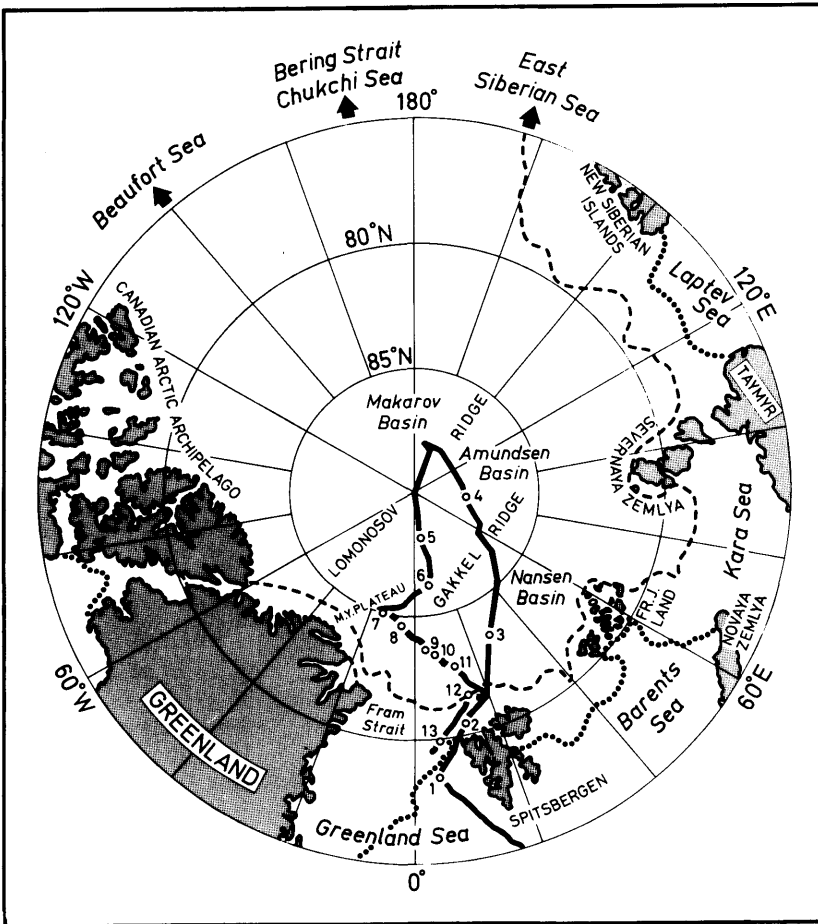 Bering Strait
Chukchi Sea
East
Siberian Sea
180°
Beaufort Sea
80°N
NEW SIBERIAN
ISLANDS
Laptev
Sea
120°W
120°E
CANADIAN ARCTIC ARCHIPELAGO
85°N
TAYMYR
Makarov
Basin
RIDGE
Amundsen
Basin
SEVERNAYA
ZEMLYA
4
RIDGE
Kara Sea
LOMONOSOV
5
GAKKEL
6
Nansen
Basin
M.Y. PLATEAU
FR. J.
LAND
NOVAYA
ZEMLYA
7
8
9
10
3
11
60°W
60°E
12
Barents
Sea
Fram
Strait
GREENLAND
13
2
1
SPITSBERGEN
Greenland Sea
0°